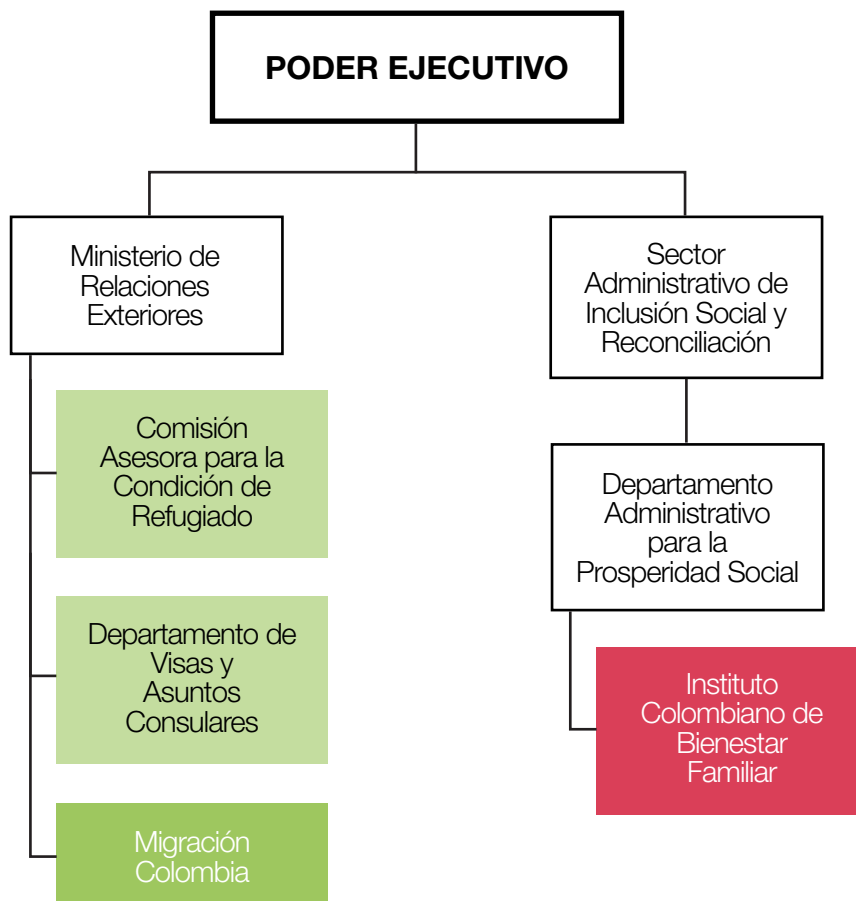 PODER EJECUTIVO
Ministerio de
Relaciones
Exteriores
Comisión
Asesora para la
Condición de
Refugiado
Departamento de
Visas y
Asuntos
Consulares
Migración
Colombia
Sector
Administrativo de
Inclusión Social y
Reconciliación
Departamento
Administrativo
para la
Prosperidad Social
Instituto
Colombiano de
Bienestar
Familiar